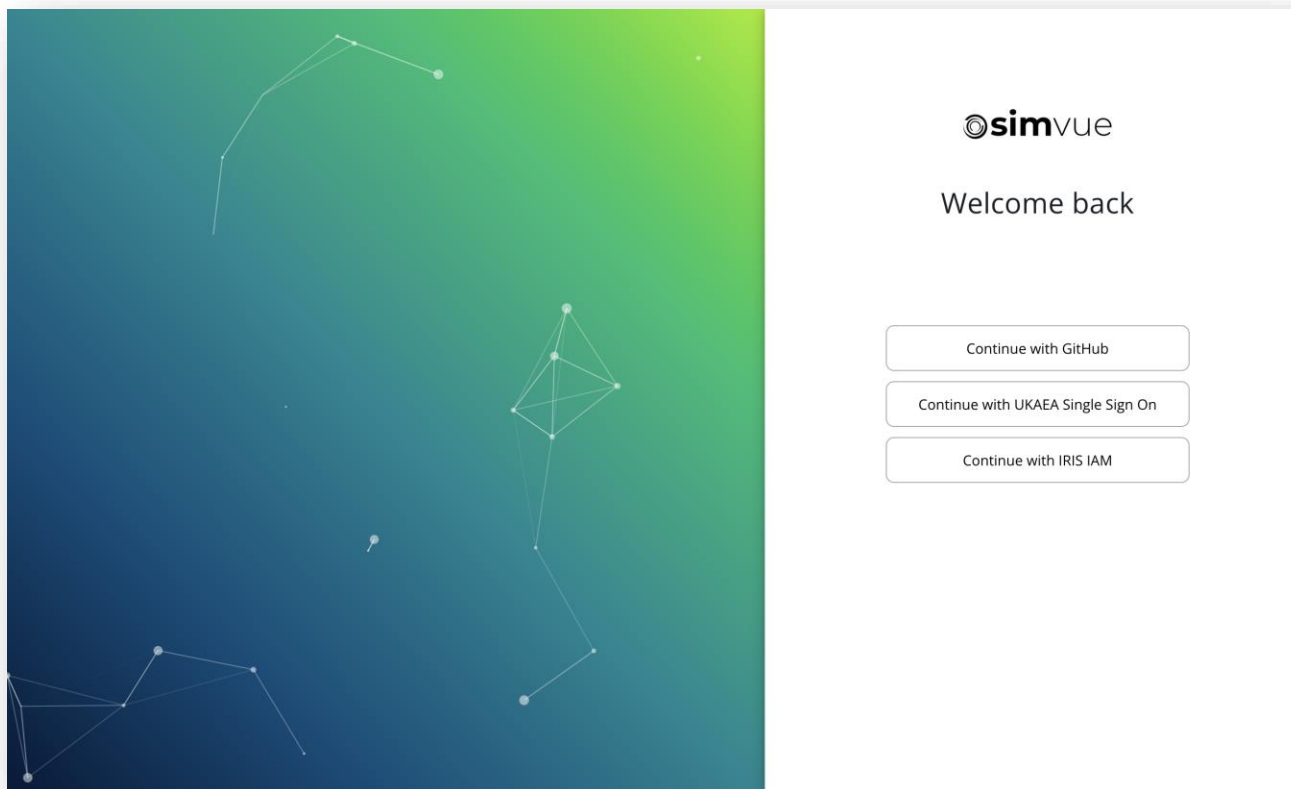 simvue
Welcome back
Continue with GitHub
Continue with UKAEA Single Sign On
Continue with IRIS IAM